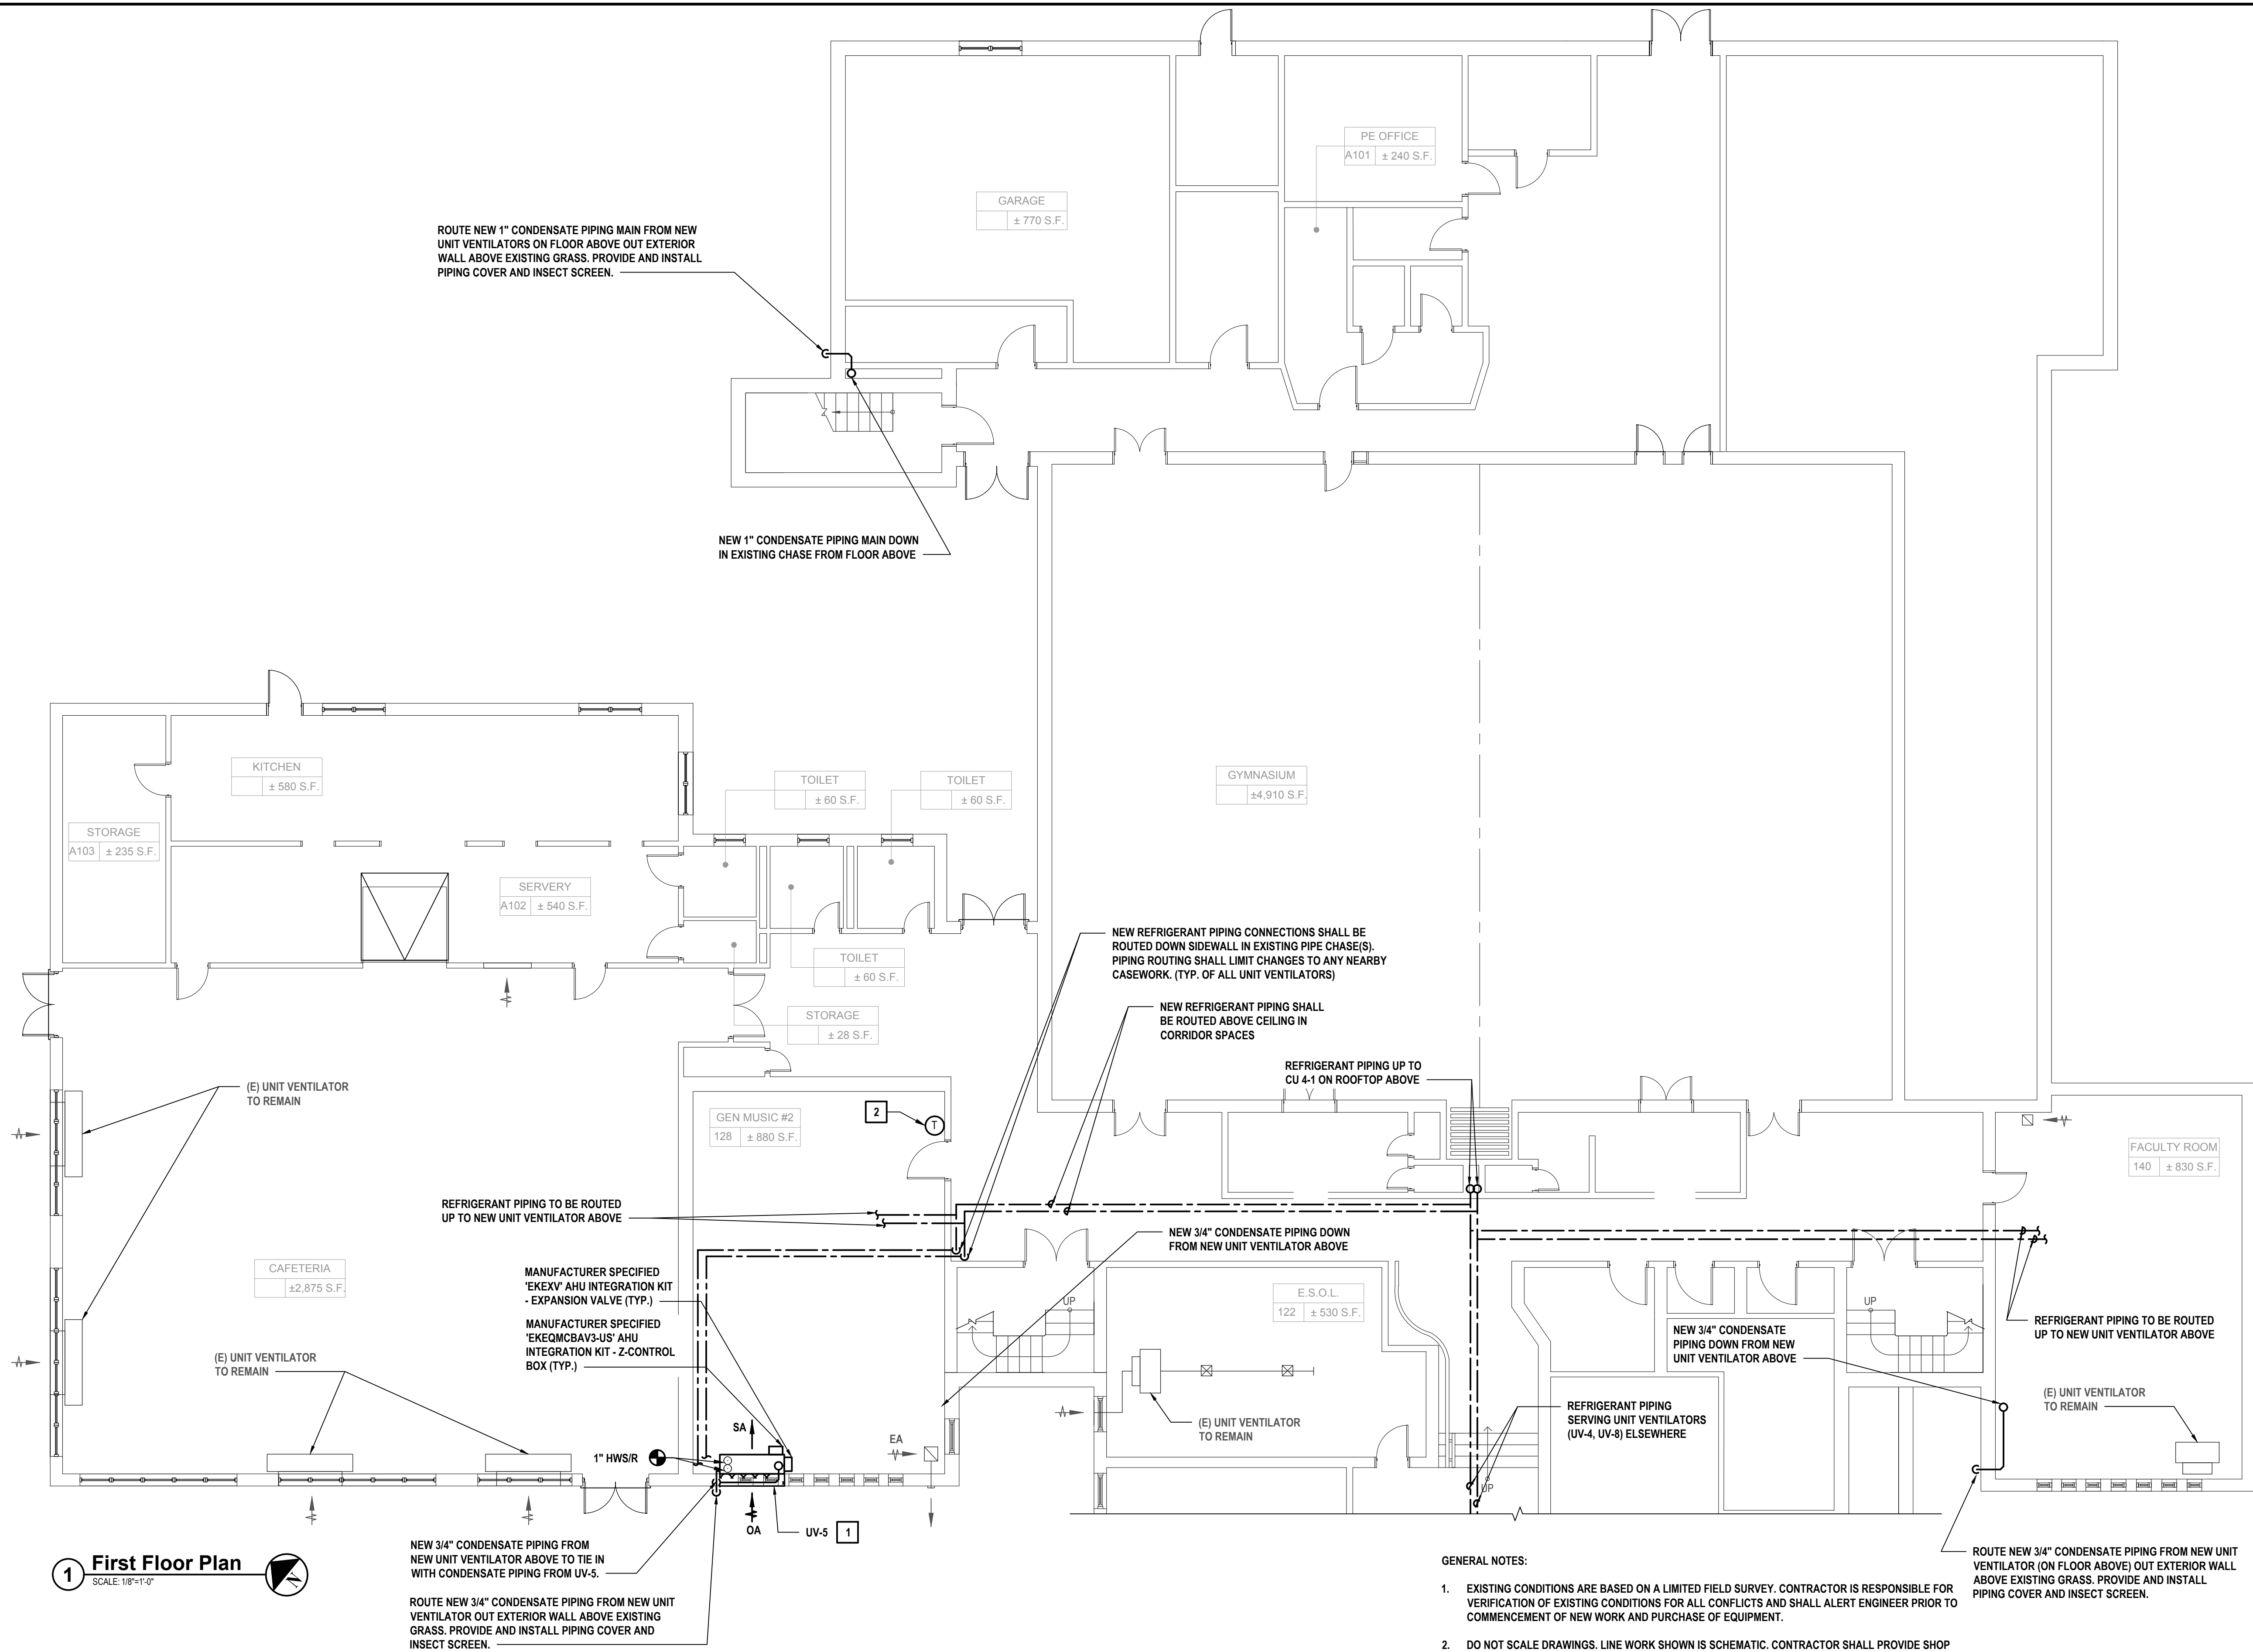 PE OFFICE
A101 ± 240 S.F.
GARAGE
± 770 S.F.
ROUTE NEW 1" CONDENSATE PIPING MAIN FROM NEW
UNIT VENTILATORS ON FLOOR ABOVE OUT EXTERIOR
WALL ABOVE EXISTING GRASS. PROVIDE AND INSTALL
PIPING COVER AND INSECT SCREEN.
NEW 1" CONDENSATE PIPING MAIN DOWN
IN EXISTING CHASE FROM FLOOR ABOVE
KITCHEN
± 580 S.F.
TOILET
± 60 S.F.
TOILET
± 60 S.F.
GYMNASIUM
±4,910 S.F.
STORAGE
A103 ± 235 S.F.
SERVERY
A102 ± 540 S.F.
NEW REFRIGERANT PIPING CONNECTIONS SHALL BE
ROUTED DOWN SIDEWALL IN EXISTING PIPE CHASE(S).
PIPING ROUTING SHALL LIMIT CHANGES TO ANY NEARBY
CASEWORK. (TYP. OF ALL UNIT VENTILATORS)
TOILET
± 60 S.F.
STORAGE
± 28 S.F.
NEW REFRIGERANT PIPING SHALL
BE ROUTED ABOVE CEILING IN
CORRIDOR SPACES
REFRIGERANT PIPING UP TO
CU 4-1 ON ROOFTOP ABOVE
(E) UNIT VENTILATOR
TO REMAIN
GEN MUSIC #2
128 ± 880 S.F.
2
T
FACULTY ROOM
140 ± 830 S.F.
REFRIGERANT PIPING TO BE ROUTED
UP TO NEW UNIT VENTILATOR ABOVE
NEW 3/4" CONDENSATE PIPING DOWN
FROM NEW UNIT VENTILATOR ABOVE
CAFETERIA
±2,875 S.F.
MANUFACTURER SPECIFIED
'EKEXV' AHU INTEGRATION KIT
- EXPANSION VALVE (TYP.)
MANUFACTURER SPECIFIED
'EKEQMCBAV3-US' AHU
INTEGRATION KIT - Z-CONTROL
BOX (TYP.)
UP
E.S.O.L.
122 ± 530 S.F.
UP
REFRIGERANT PIPING TO BE ROUTED
UP TO NEW UNIT VENTILATOR ABOVE
NEW 3/4" CONDENSATE
PIPING DOWN FROM NEW
UNIT VENTILATOR ABOVE
(E) UNIT VENTILATOR
TO REMAIN
(E) UNIT VENTILATOR
TO REMAIN
(E) UNIT VENTILATOR
TO REMAIN
REFRIGERANT PIPING
SERVING UNIT VENTILATORS
(UV-4, UV-8) ELSEWHERE
SA
EA
1" HWS/R
UP
OA
UV-5 1
1 First Floor Plan
SCALE: 1/8"=1'-0"
N
NEW 3/4" CONDENSATE PIPING FROM
NEW UNIT VENTILATOR ABOVE TO TIE IN
WITH CONDENSATE PIPING FROM UV-5.
ROUTE NEW 3/4" CONDENSATE PIPING FROM NEW UNIT
VENTILATOR OUT EXTERIOR WALL ABOVE EXISTING
GRASS. PROVIDE AND INSTALL PIPING COVER AND
INSECT SCREEN.
ROUTE NEW 3/4" CONDENSATE PIPING FROM NEW UNIT
VENTILATOR (ON FLOOR ABOVE) OUT EXTERIOR WALL
ABOVE EXISTING GRASS. PROVIDE AND INSTALL
PIPING COVER AND INSECT SCREEN.
GENERAL NOTES:
1. EXISTING CONDITIONS ARE BASED ON A LIMITED FIELD SURVEY. CONTRACTOR IS RESPONSIBLE FOR
VERIFICATION OF EXISTING CONDITIONS FOR ALL CONFLICTS AND SHALL ALERT ENGINEER PRIOR TO
COMMENCEMENT OF NEW WORK AND PURCHASE OF EQUIPMENT.
2. DO NOT SCALE DRAWINGS. LINE WORK SHOWN IS SCHEMATIC. CONTRACTOR SHALL PROVIDE SHOP